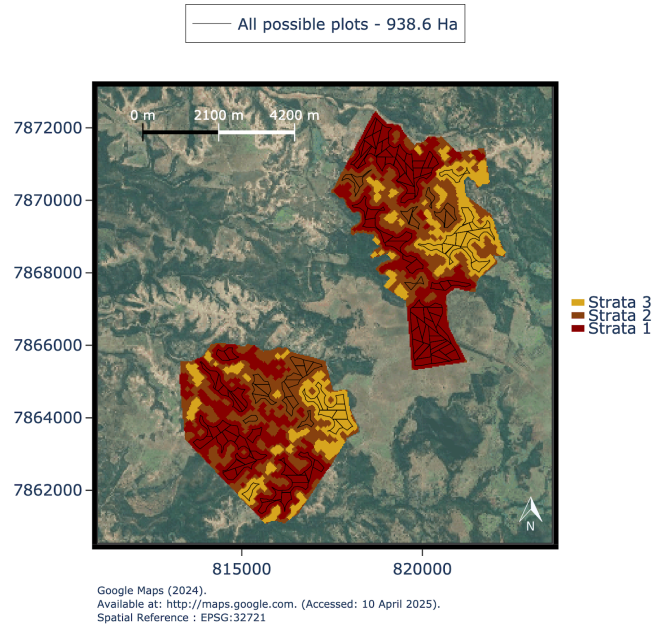 All possible plots - 938.6 Ha
0 m 2100 m 4200 m
7872000
7870000
7868000
7866000
7864000
7862000
Strata 3
Strata 2
Strata 1
N
815000 820000
Google Maps (2024).
Available at: http://maps.google.com. (Accessed: 10 April 2025).
Spatial Reference : EPSG:32721